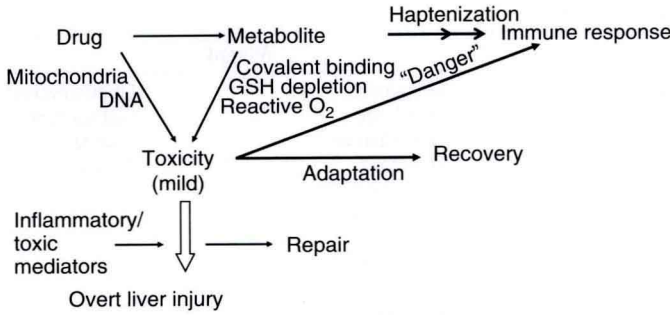 Haptenization
Drug
Metabolite
Immune response
Mitochondria
DNA
Covalent binding
GSH depletion
Reactive O2
"Danger"
Toxicity
(mild)
Recovery
Adaptation
Inflammatory/
toxic
mediators
Repair
Overt liver injury